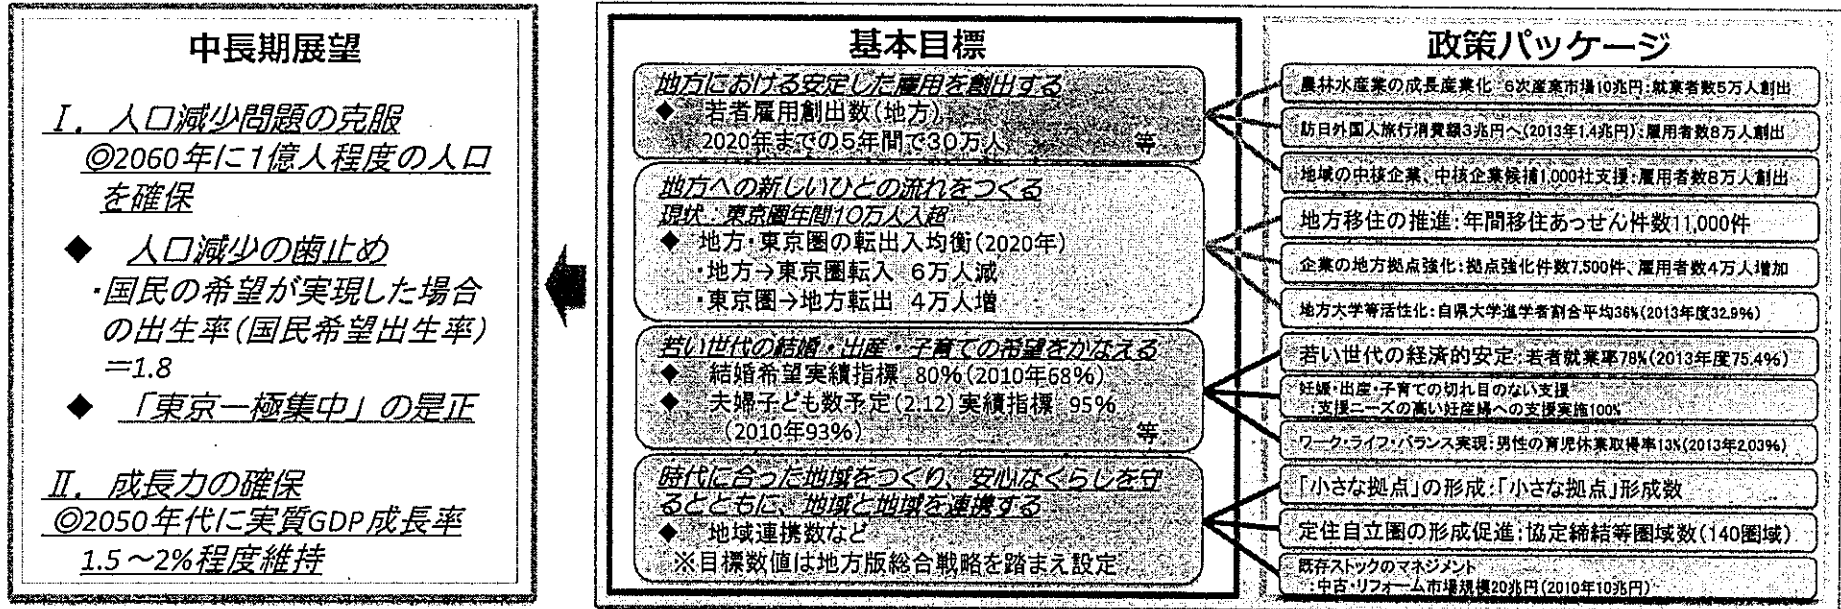 中長期展望
Ⅰ．人口減少問題の克服
◎2060年に1億人程度の人口
を確保
◆ 人口減少の歯止め
・国民の希望が実現した場合
の出生率(国民希望出生率)
=1.8
◆ 「東京一極集中」の是正
Ⅱ．成長力の確保
◎2050年代に実質GDP成長率
1.5～2%程度維持
基本目標
地方における安定した雇用を創出する
◆ 若者雇用創出数(地方)
2020年までの5年間で30万人 等
地方への新しいひとの流れをつくる
現状：東京圏年間10万人入超
◆ 地方・東京圏の転出入均衡(2020年)
・地方→東京圏転入 6万人減
・東京圏→地方転出 4万人増
若い世代の結婚・出産・子育ての希望をかなえる
◆ 結婚希望実績指標 80%(2010年68%)
◆ 夫婦子ども数予定(2.12)実績指標 95%
(2010年93%) 等
時代に合った地域をつくり、安心なくらしを守
るとともに、地域と地域を連携する
◆ 地域連携数など
※目標数値は地方版総合戦略を踏まえ設定
政策パッケージ
農林水産業の成長産業化 6次産業市場10兆円：就業者数5万人創出
訪日外国人旅行消費額3兆円へ(2013年1.4兆円)：雇用者数8万人創出
地域の中核企業、中核企業候補1,000社支援：雇用者数8万人創出
地方移住の推進：年間移住あっせん件数11,000件
企業の地方拠点強化：拠点強化件数7,500件、雇用者数4万人増加
地方大学等活性化：自県大学進学者割合平均36%(2013年度32.9%)
若い世代の経済的安定：若者就業率78%(2013年度75.4%)
妊娠・出産・子育ての切れ目のない支援
：支援ニーズの高い妊産婦への支援実施100%
ワーク・ライフ・バランス実現：男性の育児休業取得率13%(2013年2.03%)
「小さな拠点」の形成：「小さな拠点」形成数
定住自立圏の形成促進：協定締結等圏域数(140圏域)
既存ストックのマネジメント
：中古・リフォーム市場規模20兆円(2010年10兆円)